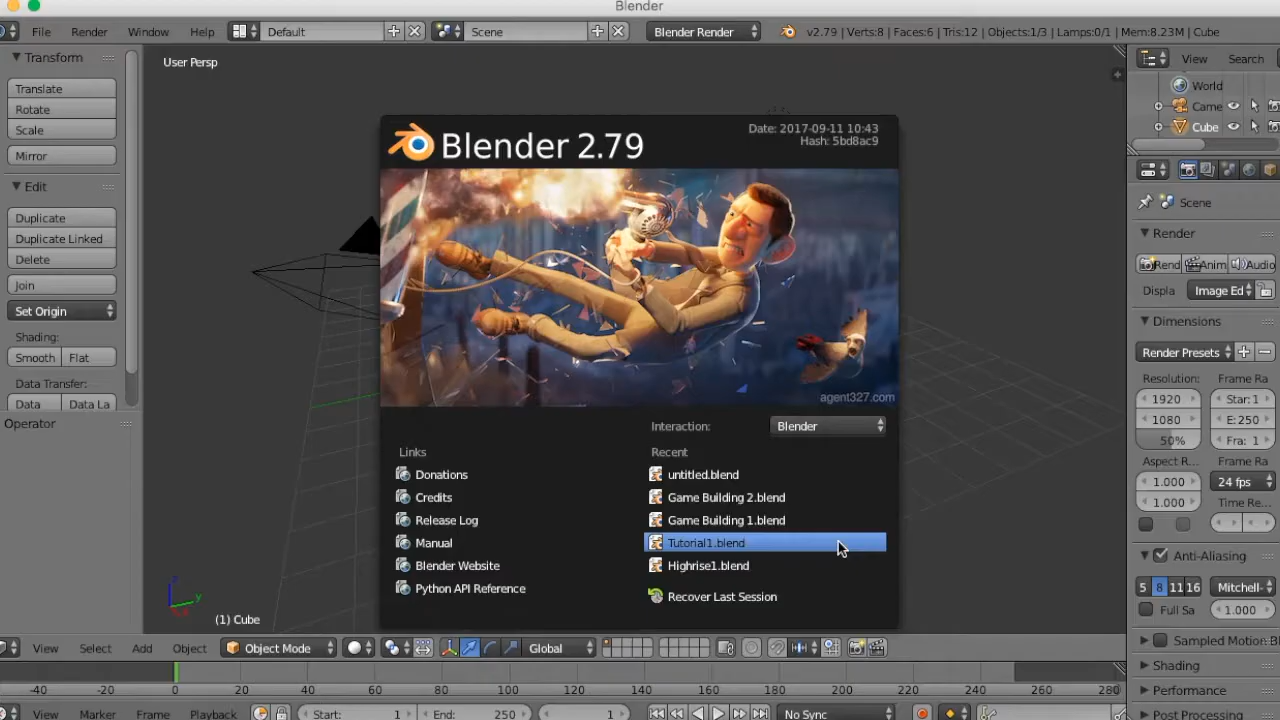 Blender
File Render Window Help Default Scene Blender Render v2.79 | Verts:8 | Faces:6 | Tris:12 | Objects:1/3 | Lamps:0/1 | Mem:8.23M | Cube
Transform
Translate
Rotate
Scale
Mirror
Edit
Duplicate
Duplicate Linked
Delete
Join
Set Origin
Shading:
Smooth Flat
Data Transfer:
Data Data La
Operator
User Persp
Blender 2.79
Date: 2017-09-11 10:43
Hash: 5bd8ac9
agent327.com
Interaction: Blender
Links
Donations
Credits
Release Log
Manual
Blender Website
Python API Reference
Recent
untitled.blend
Game Building 2.blend
Game Building 1.blend
Tutorial1.blend
Highrise1.blend
Recover Last Session
z
y
(1) Cube
View Search
World
Came
Cube
Scene
Render
Rend Anim Audio
Displa Image Ed
Dimensions
Render Presets
Resolution: Frame Ra
1920 Star: 1
1080 E: 250
50% Fra: 1
Aspect R... Frame Ra
1.000 24 fps
1.000 Time Re...
Anti-Aliasing
5 8 11 16 Mitchell-
Full Sa 1.000
Sampled Motion B
Shading
Performance
Post Processing
View Select Add Object Object Mode Global
-40 -20 0 20 40 60 80 100 120 140 160 180 200 220 240 260 280
View Marker Frame Playback Start: 1 End: 250 1 No Sync